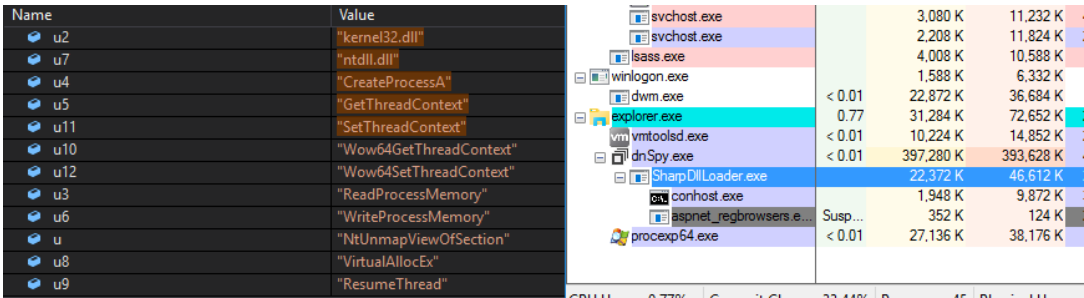 Name Value
u2 "kernel32.dll"
u7 "ntdll.dll"
u4 "CreateProcessA"
u5 "GetThreadContext"
u11 "SetThreadContext"
u10 "Wow64GetThreadContext"
u12 "Wow64SetThreadContext"
u3 "ReadProcessMemory"
u6 "WriteProcessMemory"
u "NtUnmapViewOfSection"
u8 "VirtualAllocEx"
u9 "ResumeThread"
svchost.exe 3,080 K 11,232 K
svchost.exe 2,208 K 11,824 K
lsass.exe 4,008 K 10,588 K
winlogon.exe 1,588 K 6,332 K
dwm.exe < 0.01 22,872 K 36,684 K
explorer.exe 0.77 31,284 K 72,652 K
vmtoolsd.exe < 0.01 10,224 K 14,852 K
dnSpy.exe < 0.01 397,280 K 393,628 K
SharpDllLoader.exe 22,372 K 46,612 K
conhost.exe 1,948 K 9,872 K
aspnet_regbrowsers.e... Susp... 352 K 124 K
procexp64.exe < 0.01 27,136 K 38,176 K